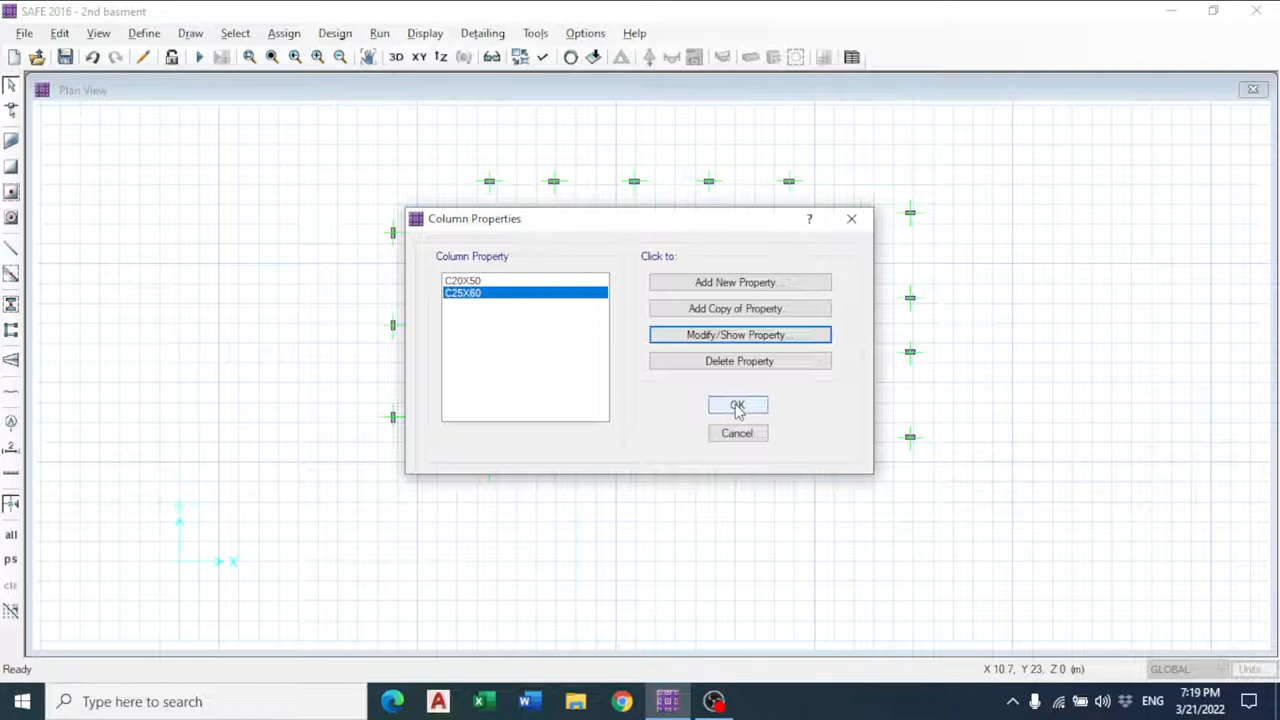 SAFE 2016 - 2nd basment
File Edit View Define Draw Select Assign Design Run Display Detailing Tools Options Help
3D XY
Plan View
Column Properties ?
Column Property Click to:
C20X50
C25X60
Add New Property...
Add Copy of Property...
Modify/Show Property...
Delete Property
OK
Cancel
X
all
ps
clr
Ready X 10.7, Y 23, Z 0 (m) GLOBAL Units...
Type here to search
ENG
7:19 PM
3/21/2022